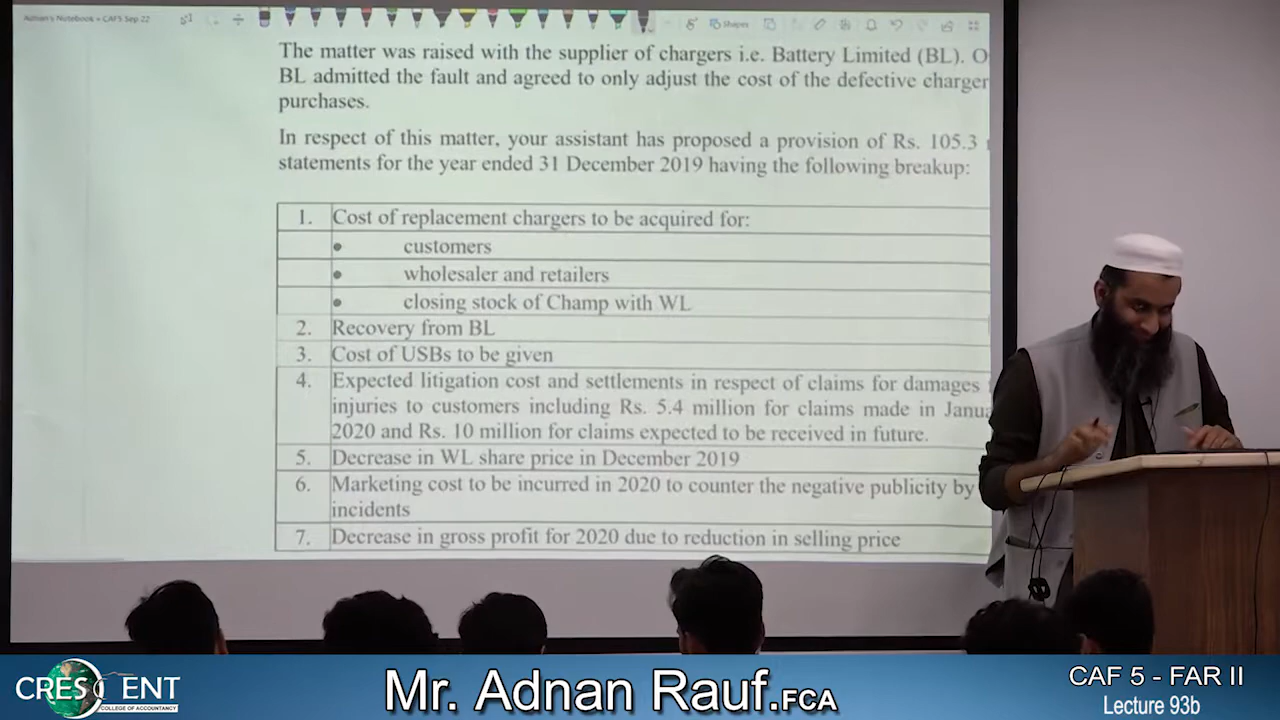 Adnan's Notebook » CAF5 Sep 22
Shapes
The matter was raised with the supplier of chargers i.e. Battery Limited (BL). O
BL admitted the fault and agreed to only adjust the cost of the defective charger
purchases.
In respect of this matter, your assistant has proposed a provision of Rs. 105.3
statements for the year ended 31 December 2019 having the following breakup:
1. Cost of replacement chargers to be acquired for:
• customers
• wholesaler and retailers
• closing stock of Champ with WL
2. Recovery from BL
3. Cost of USBs to be given
4. Expected litigation cost and settlements in respect of claims for damages
injuries to customers including Rs. 5.4 million for claims made in Janua
2020 and Rs. 10 million for claims expected to be received in future.
5. Decrease in WL share price in December 2019
6. Marketing cost to be incurred in 2020 to counter the negative publicity by
incidents
7. Decrease in gross profit for 2020 due to reduction in selling price
CRESCENT
COLLEGE OF ACCOUNTANCY
Mr. Adnan Rauf.FCA
CAF 5 - FAR II
Lecture 93b